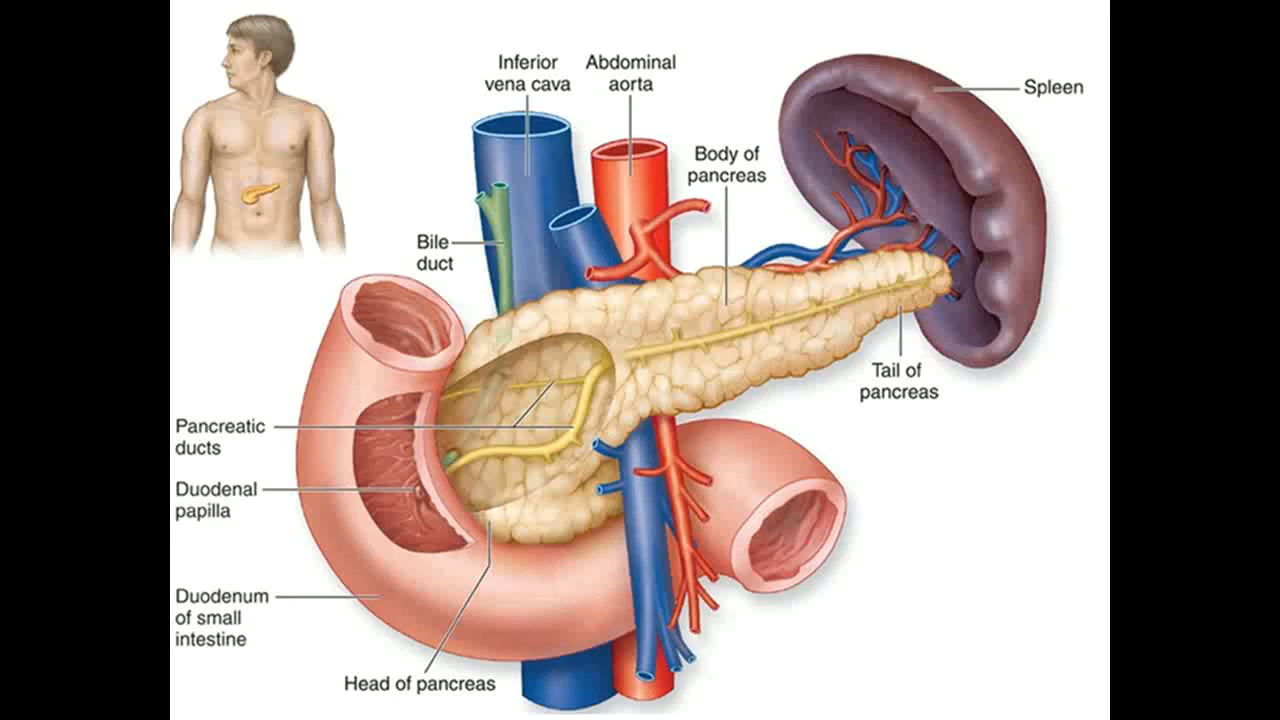 Inferior
vena cava
Abdominal
aorta
Spleen
Body of
pancreas
Bile
duct
Tail of
pancreas
Pancreatic
ducts
Duodenal
papilla
Duodenum
of small
intestine
Head of pancreas